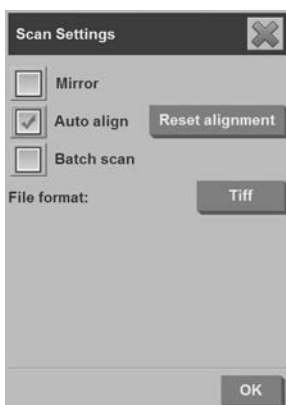 Scan Settings
Mirror
Auto align Reset alignment
Batch scan
File format: Tiff
OK